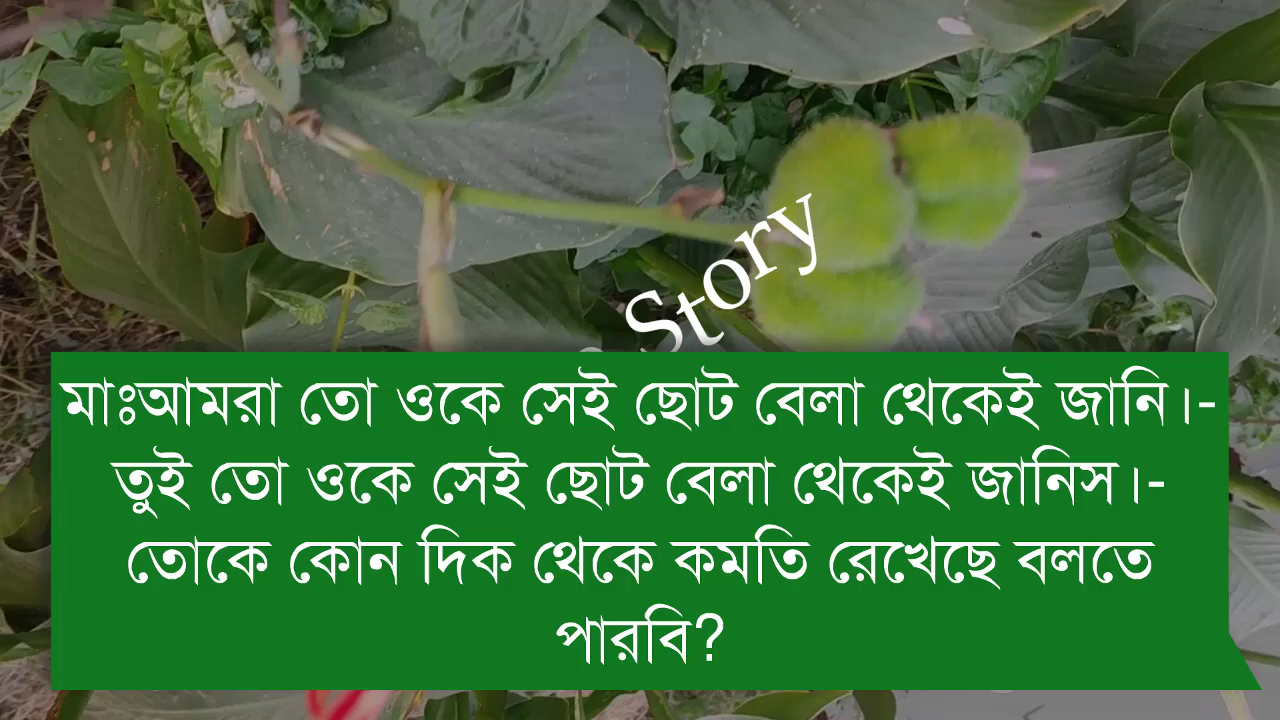 Story
মাঃআমরা তো ওকে সেই ছোট বেলা থেকেই জানি।-
তুই তো ওকে সেই ছোট বেলা থেকেই জানিস।-
তোকে কোন দিক থেকে কমতি রেখেছে বলতে
পারবি?